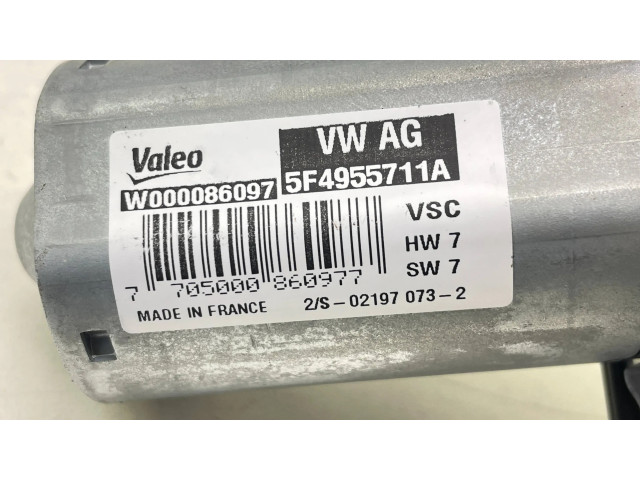 Valeo
VW AG
W000086097
5F4955711A
VSC
HW 7
SW 7
7 705000 860977
MADE IN FRANCE
2/S-02197 073-2